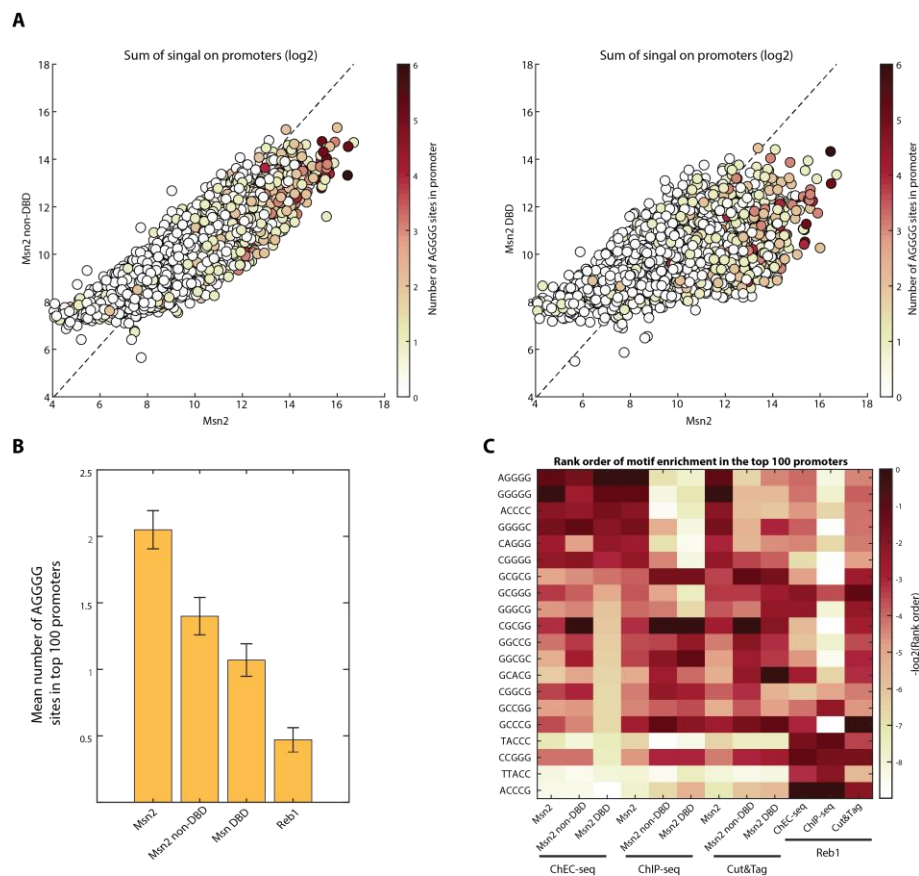 A
Sum of singal on promoters (log2)
18
16
14
12
10
8
6
4
4
6
8
10
12
14
16
18
Msn2 non-DBD
Msn2
6
5
4
3
2
1
0
Number of AGGGG sites in promoter
Sum of singal on promoters (log2)
18
16
14
12
10
8
6
4
4
6
8
10
12
14
16
18
Msn2 DBD
Msn2
6
5
4
3
2
1
0
Number of AGGGG sites in promoter
B
2.5
2
1.5
1
0.5
Mean number of AGGGG
sites in top 100 promoters
Msn2
Msn2 non-DBD
Msn DBD
Reb1
C
Rank order of motif enrichment in the top 100 promoters
AGGGG
GGGGG
ACCCC
GGGGC
CAGGG
CGGGG
GCGCG
GCGGG
GGGCG
CGCGG
GGCCG
GGCGC
GCACG
CGGCG
GCCGG
GCCCG
TACCC
CCGGG
TTACC
ACCCG
0
-1
-2
-3
-4
-5
-6
-7
-8
-log2(Rank order)
Msn2
Msn2 non-DBD
Msn2 DBD
Msn2
Msn2 non-DBD
Msn2 DBD
Msn2
Msn2 non-DBD
Msn2 DBD
ChEC-seq
ChIP-seq
Cut&Tag
ChEC-seq
ChIP-seq
Cut&Tag
Reb1